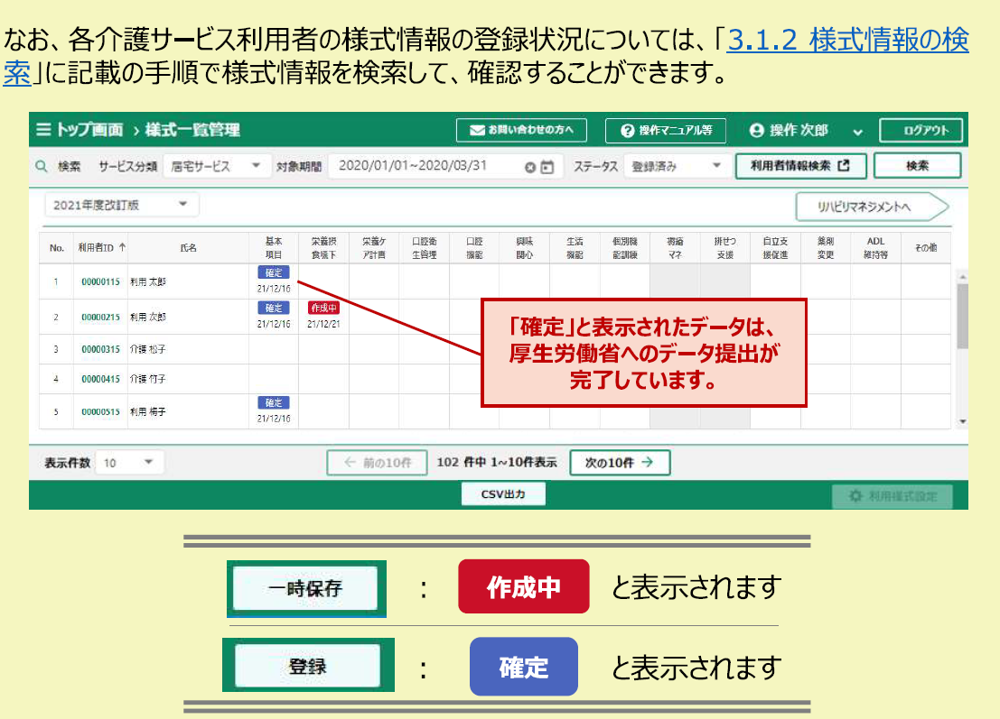 なお、各介護サービス利用者の様式情報の登録状況については、「3.1.2 様式情報の検
索」に記載の手順で様式情報を検索して、確認することができます。
トップ画面 › 様式一覧管理 お問い合わせの方へ ? 操作マニュアル等 操作 次郎 ログアウト
検索 サービス分類 居宅サービス 対象期間 2020/01/01~2020/03/31 ステータス 登録済み 利用者情報検索 検索
2021年度改訂版 リハビリマネジメントへ
No. 利用者ID ↑ 氏名 基本 栄養摂 栄養ケ 口腔衛 口腔 興味 生活 個別機 褥瘡 排せつ 自立支 薬剤 ADL その他
項目 食嚥下 ア計画 生管理 機能 関心 機能 能訓練 マネ 支援 援促進 変更 維持等
1 00000115 利用 太郎 確定
21/12/16
2 00000215 利用 次郎 確定 作成中
21/12/16 21/12/21
3 00000315 介護 松子
4 00000415 介護 竹子
5 00000515 利用 梅子 確定
21/12/16
「確定」と表示されたデータは、
厚生労働省へのデータ提出が
完了しています。
表示件数 10 ← 前の10件 102 件中 1~10件表示 次の10件 →
CSV出力 利用様式設定
一時保存 : 作成中 と表示されます
登録 : 確定 と表示されます